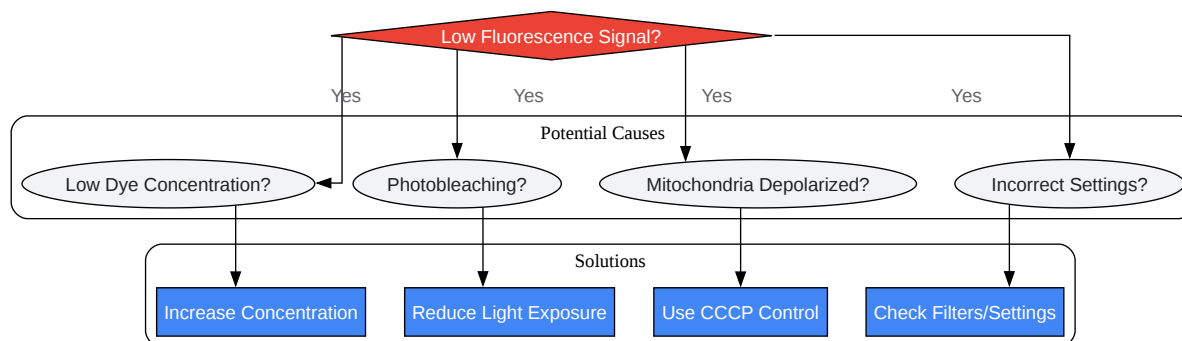 Low Fluorescence Signal?
Yes Yes Yes Yes
Potential Causes
Low Dye Concentration? Photobleaching? Mitochondria Depolarized? Incorrect Settings?
Solutions
Increase Concentration Reduce Light Exposure Use CCCP Control Check Filters/Settings